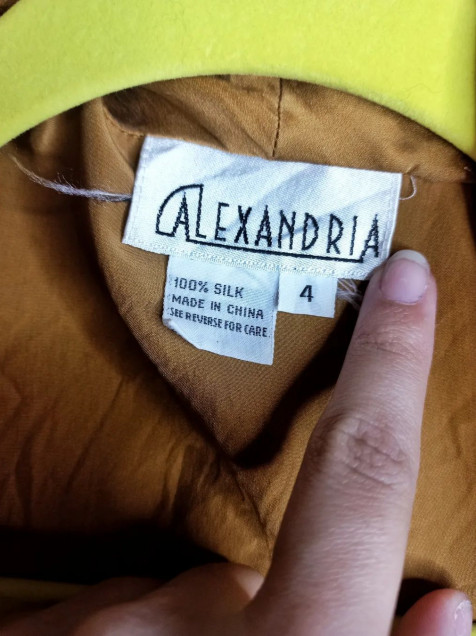 ALEXANDRIA
100% SILK
MADE IN CHINA
SEE REVERSE FOR CARE
4